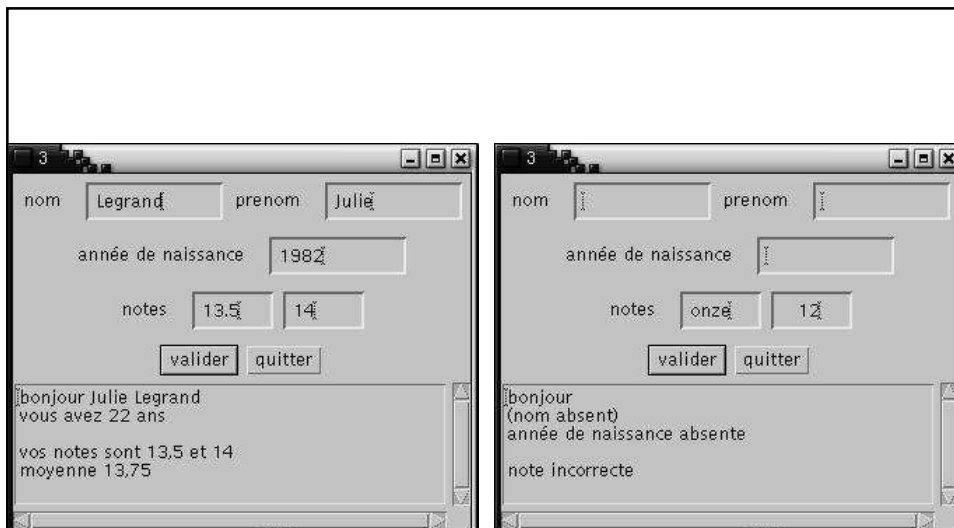 3
nom Legrand prenom Julie
année de naissance 1982
notes 13.5 14
valider quitter
bonjour Julie Legrand
vous avez 22 ans
vos notes sont 13,5 et 14
moyenne 13,75
3
nom prenom
année de naissance
notes onze 12
valider quitter
bonjour
(nom absent)
année de naissance absente
note incorrecte